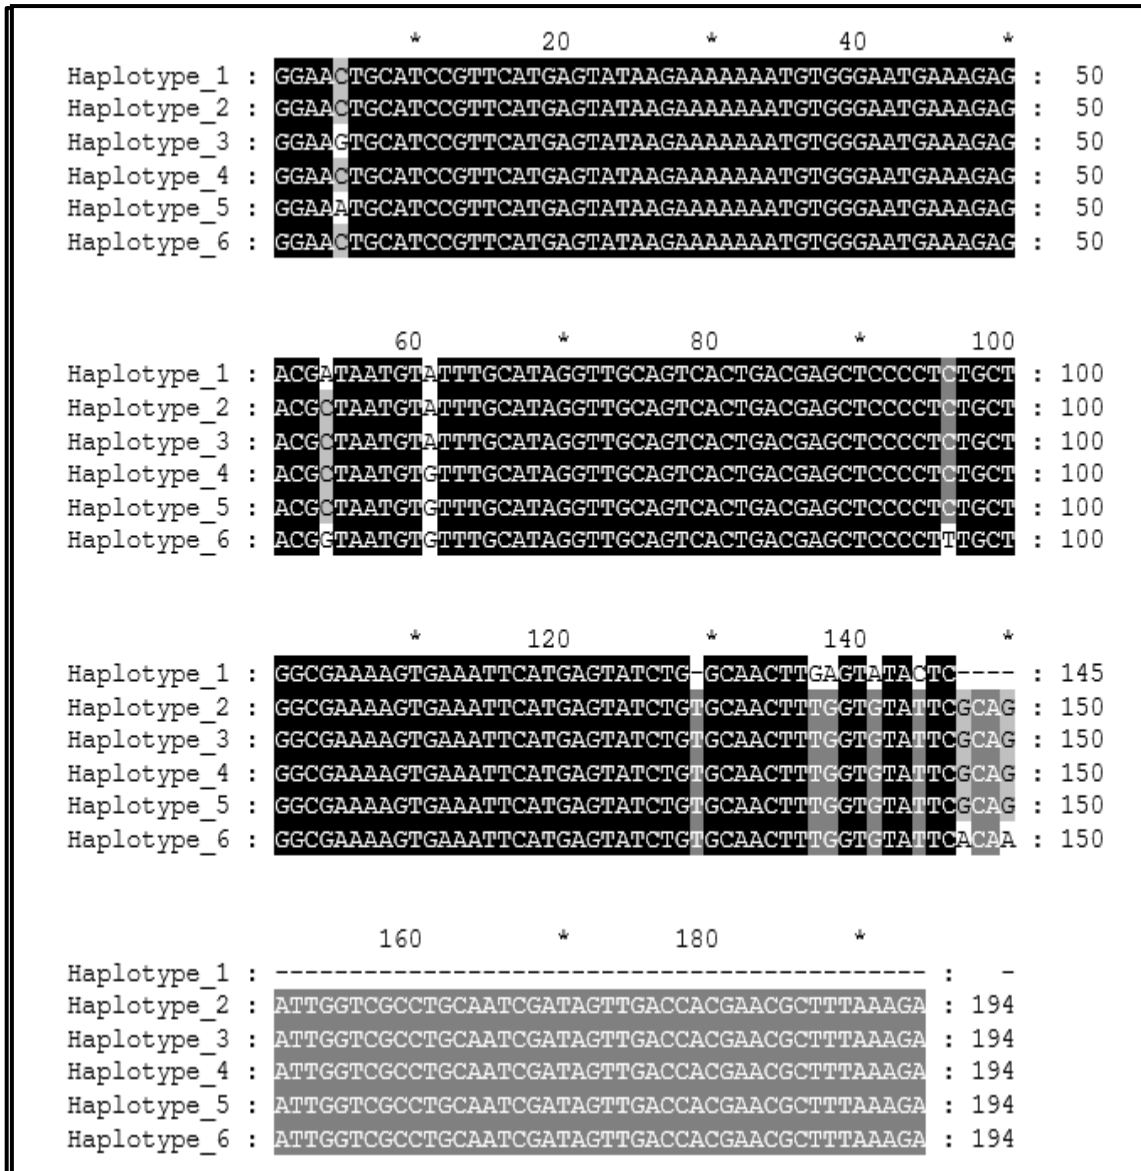 * 20 * 40 *
Haplotype_1 : GGAACTGCATCCGTTCATGAGTATAAGAAAAAAATGTGGGAATGAAAGAG : 50
Haplotype_2 : GGAACTGCATCCGTTCATGAGTATAAGAAAAAAATGTGGGAATGAAAGAG : 50
Haplotype_3 : GGAAGTGCATCCGTTCATGAGTATAAGAAAAAAATGTGGGAATGAAAGAG : 50
Haplotype_4 : GGAACTGCATCCGTTCATGAGTATAAGAAAAAAATGTGGGAATGAAAGAG : 50
Haplotype_5 : GGAAATGCATCCGTTCATGAGTATAAGAAAAAAATGTGGGAATGAAAGAG : 50
Haplotype_6 : GGAACTGCATCCGTTCATGAGTATAAGAAAAAAATGTGGGAATGAAAGAG : 50
60 * 80 * 100
Haplotype_1 : ACGATAATGTATTTGCATAGGTTGCAGTCACTGACGAGCTCCCCTCTGCT : 100
Haplotype_2 : ACGCTAATGTATTTGCATAGGTTGCAGTCACTGACGAGCTCCCCTCTGCT : 100
Haplotype_3 : ACGCTAATGTATTTGCATAGGTTGCAGTCACTGACGAGCTCCCCTCTGCT : 100
Haplotype_4 : ACGCTAATGTGTTTGCATAGGTTGCAGTCACTGACGAGCTCCCCTCTGCT : 100
Haplotype_5 : ACGCTAATGTGTTTGCATAGGTTGCAGTCACTGACGAGCTCCCCTCTGCT : 100
Haplotype_6 : ACGGTAATGTGTTTGCATAGGTTGCAGTCACTGACGAGCTCCCCTTTGCT : 100
* 120 * 140 *
Haplotype_1 : GGCGAAAAGTGAAATTCATGAGTATCTG-GCAACTTGAGTATACTC---- : 145
Haplotype_2 : GGCGAAAAGTGAAATTCATGAGTATCTGTGCAACTTTGGTGTATTCGCAG : 150
Haplotype_3 : GGCGAAAAGTGAAATTCATGAGTATCTGTGCAACTTTGGTGTATTCGCAG : 150
Haplotype_4 : GGCGAAAAGTGAAATTCATGAGTATCTGTGCAACTTTGGTGTATTCGCAG : 150
Haplotype_5 : GGCGAAAAGTGAAATTCATGAGTATCTGTGCAACTTTGGTGTATTCGCAG : 150
Haplotype_6 : GGCGAAAAGTGAAATTCATGAGTATCTGTGCAACTTTGGTGTATTCACAA : 150
160 * 180 *
Haplotype_1 : -------------------------------------------- : -
Haplotype_2 : ATTGGTCGCCTGCAATCGATAGTTGACCACGAACGCTTTAAAGA : 194
Haplotype_3 : ATTGGTCGCCTGCAATCGATAGTTGACCACGAACGCTTTAAAGA : 194
Haplotype_4 : ATTGGTCGCCTGCAATCGATAGTTGACCACGAACGCTTTAAAGA : 194
Haplotype_5 : ATTGGTCGCCTGCAATCGATAGTTGACCACGAACGCTTTAAAGA : 194
Haplotype_6 : ATTGGTCGCCTGCAATCGATAGTTGACCACGAACGCTTTAAAGA : 194